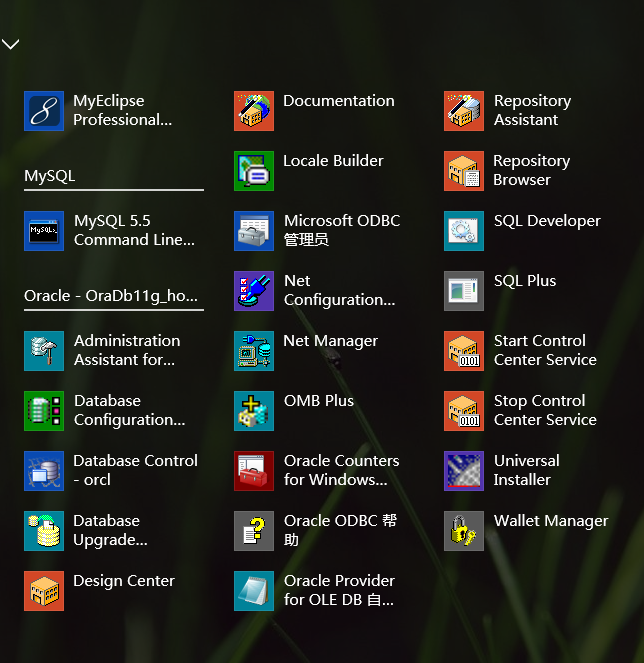 MyEclipse
Professional...
MySQL
MySQL 5.5
Command Line...
Oracle - OraDb11g_ho...
Administration
Assistant for...
Database
Configuration...
Database Control
- orcl
Database
Upgrade...
Design Center
Documentation
Locale Builder
Microsoft ODBC
管理员
Net
Configuration...
Net Manager
OMB Plus
Oracle Counters
for Windows...
Oracle ODBC 帮
助
Oracle Provider
for OLE DB 自...
Repository
Assistant
Repository
Browser
SQL Developer
SQL Plus
Start Control
Center Service
Stop Control
Center Service
Universal
Installer
Wallet Manager